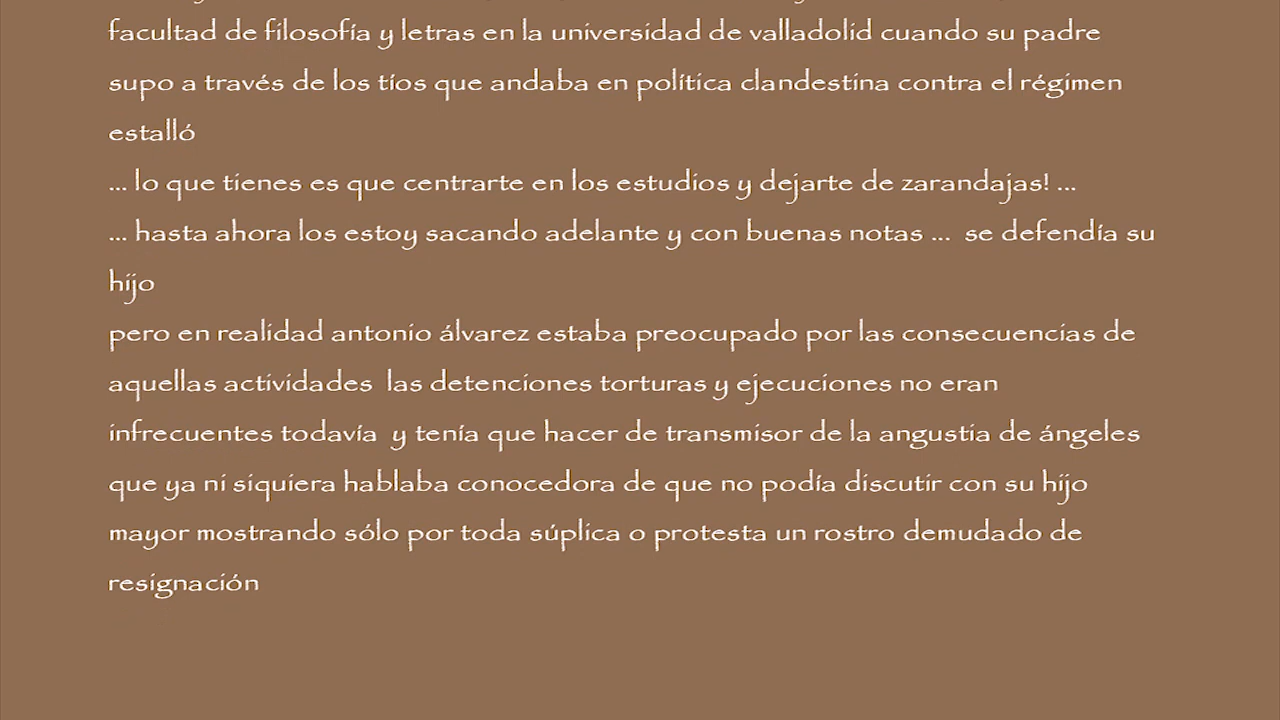 facultad de filosofía y letras en la universidad de valladolid cuando su padre
supo a través de los tíos que andaba en política clandestina contra el régimen
estalló
... lo que tienes es que centrarte en los estudios y dejarte de zarandajas! ...
... hasta ahora los estoy sacando adelante y con buenas notas ...  se defendía su
hijo
pero en realidad antonio álvarez estaba preocupado por las consecuencias de
aquellas actividades  las detenciones torturas y ejecuciones no eran
infrecuentes todavía  y tenía que hacer de transmisor de la angustia de ángeles
que ya ni siquiera hablaba conocedora de que no podía discutir con su hijo
mayor mostrando sólo por toda súplica o protesta un rostro demudado de
resignación